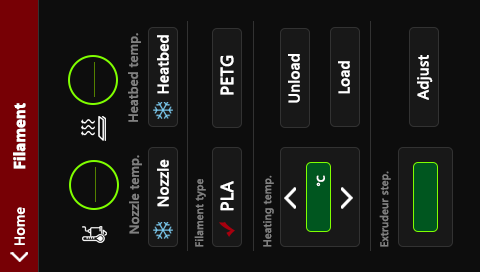 Home
Filament
Nozzle temp.
Heatbed temp.
Nozzle
Heatbed
Filament type
PLA
PETG
Heating temp.
°C
Unload
Load
Extrudeur step.
Adjust